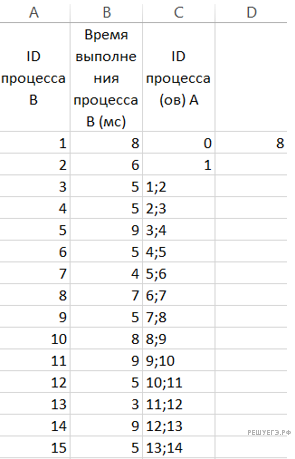 A B C D
ID процесса B Время выполне ния процесса B (мс) ID процесса (ов) A
1 8 0 8
2 6 1
3 5 1;2
4 5 2;3
5 9 3;4
6 5 4;5
7 4 5;6
8 7 6;7
9 5 7;8
10 8 8;9
11 9 9;10
12 5 10;11
13 3 11;12
14 9 12;13
15 5 13;14
РЕШУЕГЭ.РФ